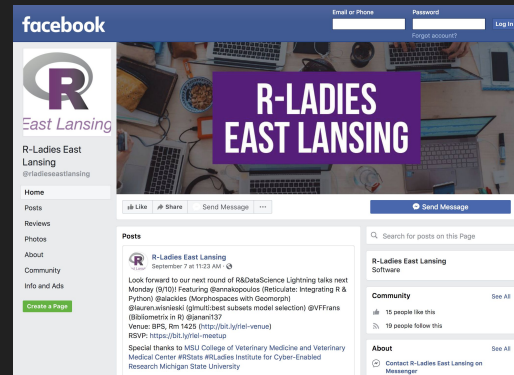 facebook
Email or Phone
Password
Log In
Forgot account?
R
East Lansing
R-LADIES
EAST LANSING
R-Ladies East
Lansing
@rladieseastlansing
Home
Posts
Reviews
Photos
About
Community
Info and Ads
Create a Page
Like
Share
Send Message
...
Send Message
Posts
R-Ladies East Lansing
September 7 at 11:23 AM ·
Look forward to our next round of R&DataScience Lightning talks next
Monday (9/10)! Featuring @annakopoulos (Reticulate: Integrating R &
Python) @alackles (Morphospaces with Geomorph)
@lauren.wisnieski (glmulti:best subsets model selection) @VFFrans
(Bibliometrix in R) @janani137
Venue: BPS, Rm 1425 (http://bit.ly/riel-venue)
RSVP: https://bit.ly/riel-meetup
Special thanks to MSU College of Veterinary Medicine and Veterinary
Medical Center #RStats #RLadies Institute for Cyber-Enabled
Research Michigan State University
Search for posts on this Page
R-Ladies East Lansing
Software
Community
See All
15 people like this
19 people follow this
About
See All
Contact R-Ladies East Lansing on
Messenger